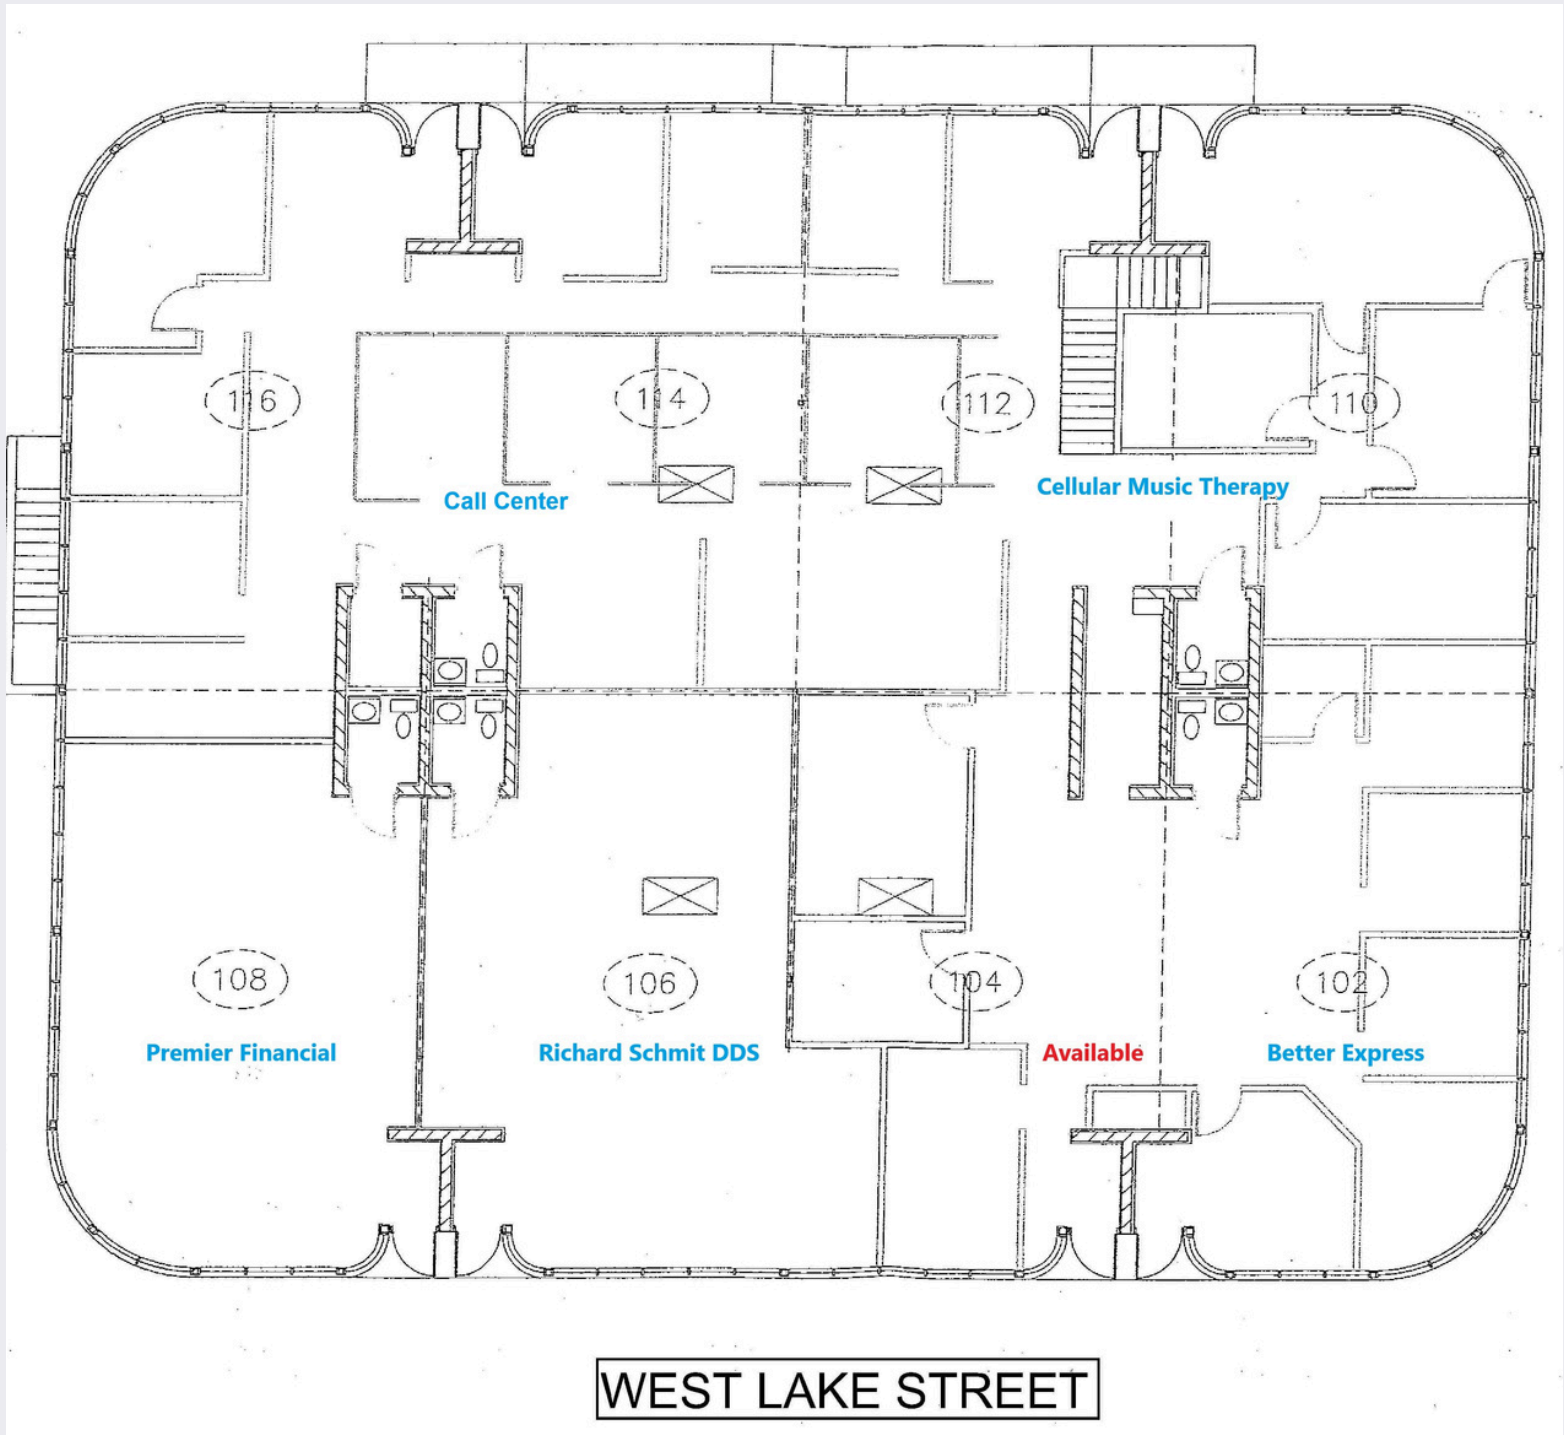 116
114
112
110
Call Center
Cellular Music Therapy
108
106
104
102
Premier Financial
Richard Schmit DDS
Available
Better Express
WEST LAKE STREET